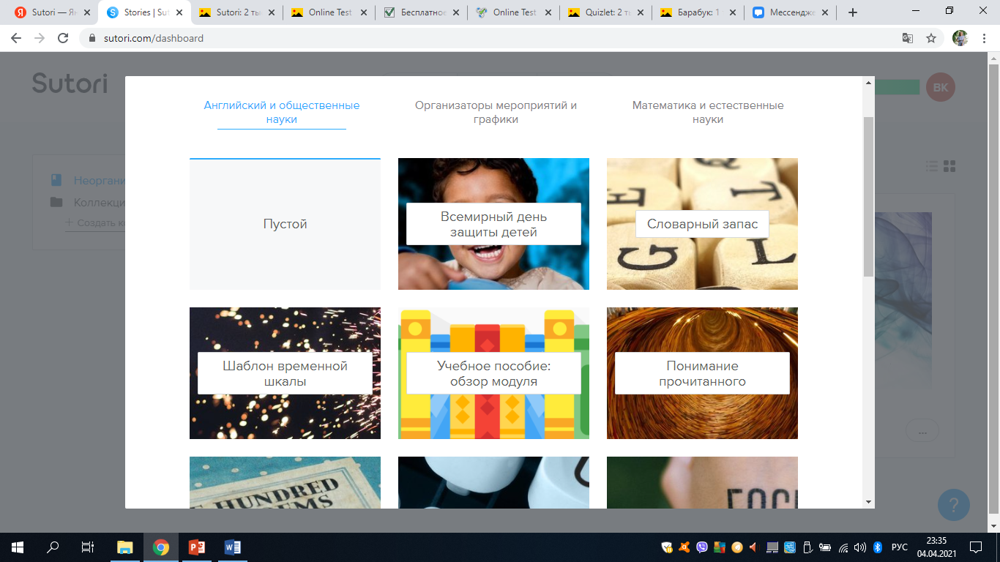 Sutori — Ян
Stories | Sut
Sutori: 2 ты
Online Test
Бесплатное
Online Test
Quizlet: 2 т
Барабук: 1
Мессендже
sutori.com/dashboard
Sutori
ВК
Английский и общественные
науки
Организаторы мероприятий и
графики
Математика и естественные
науки
Неоргани
Коллекци
+ Создать к
Пустой
Всемирный день
защиты детей
Словарный запас
E
L
G
L
Шаблон временной
шкалы
Учебное пособие:
обзор модуля
Понимание
прочитанного
HUNDRED
...
?
РУС
23:35
04.04.2021